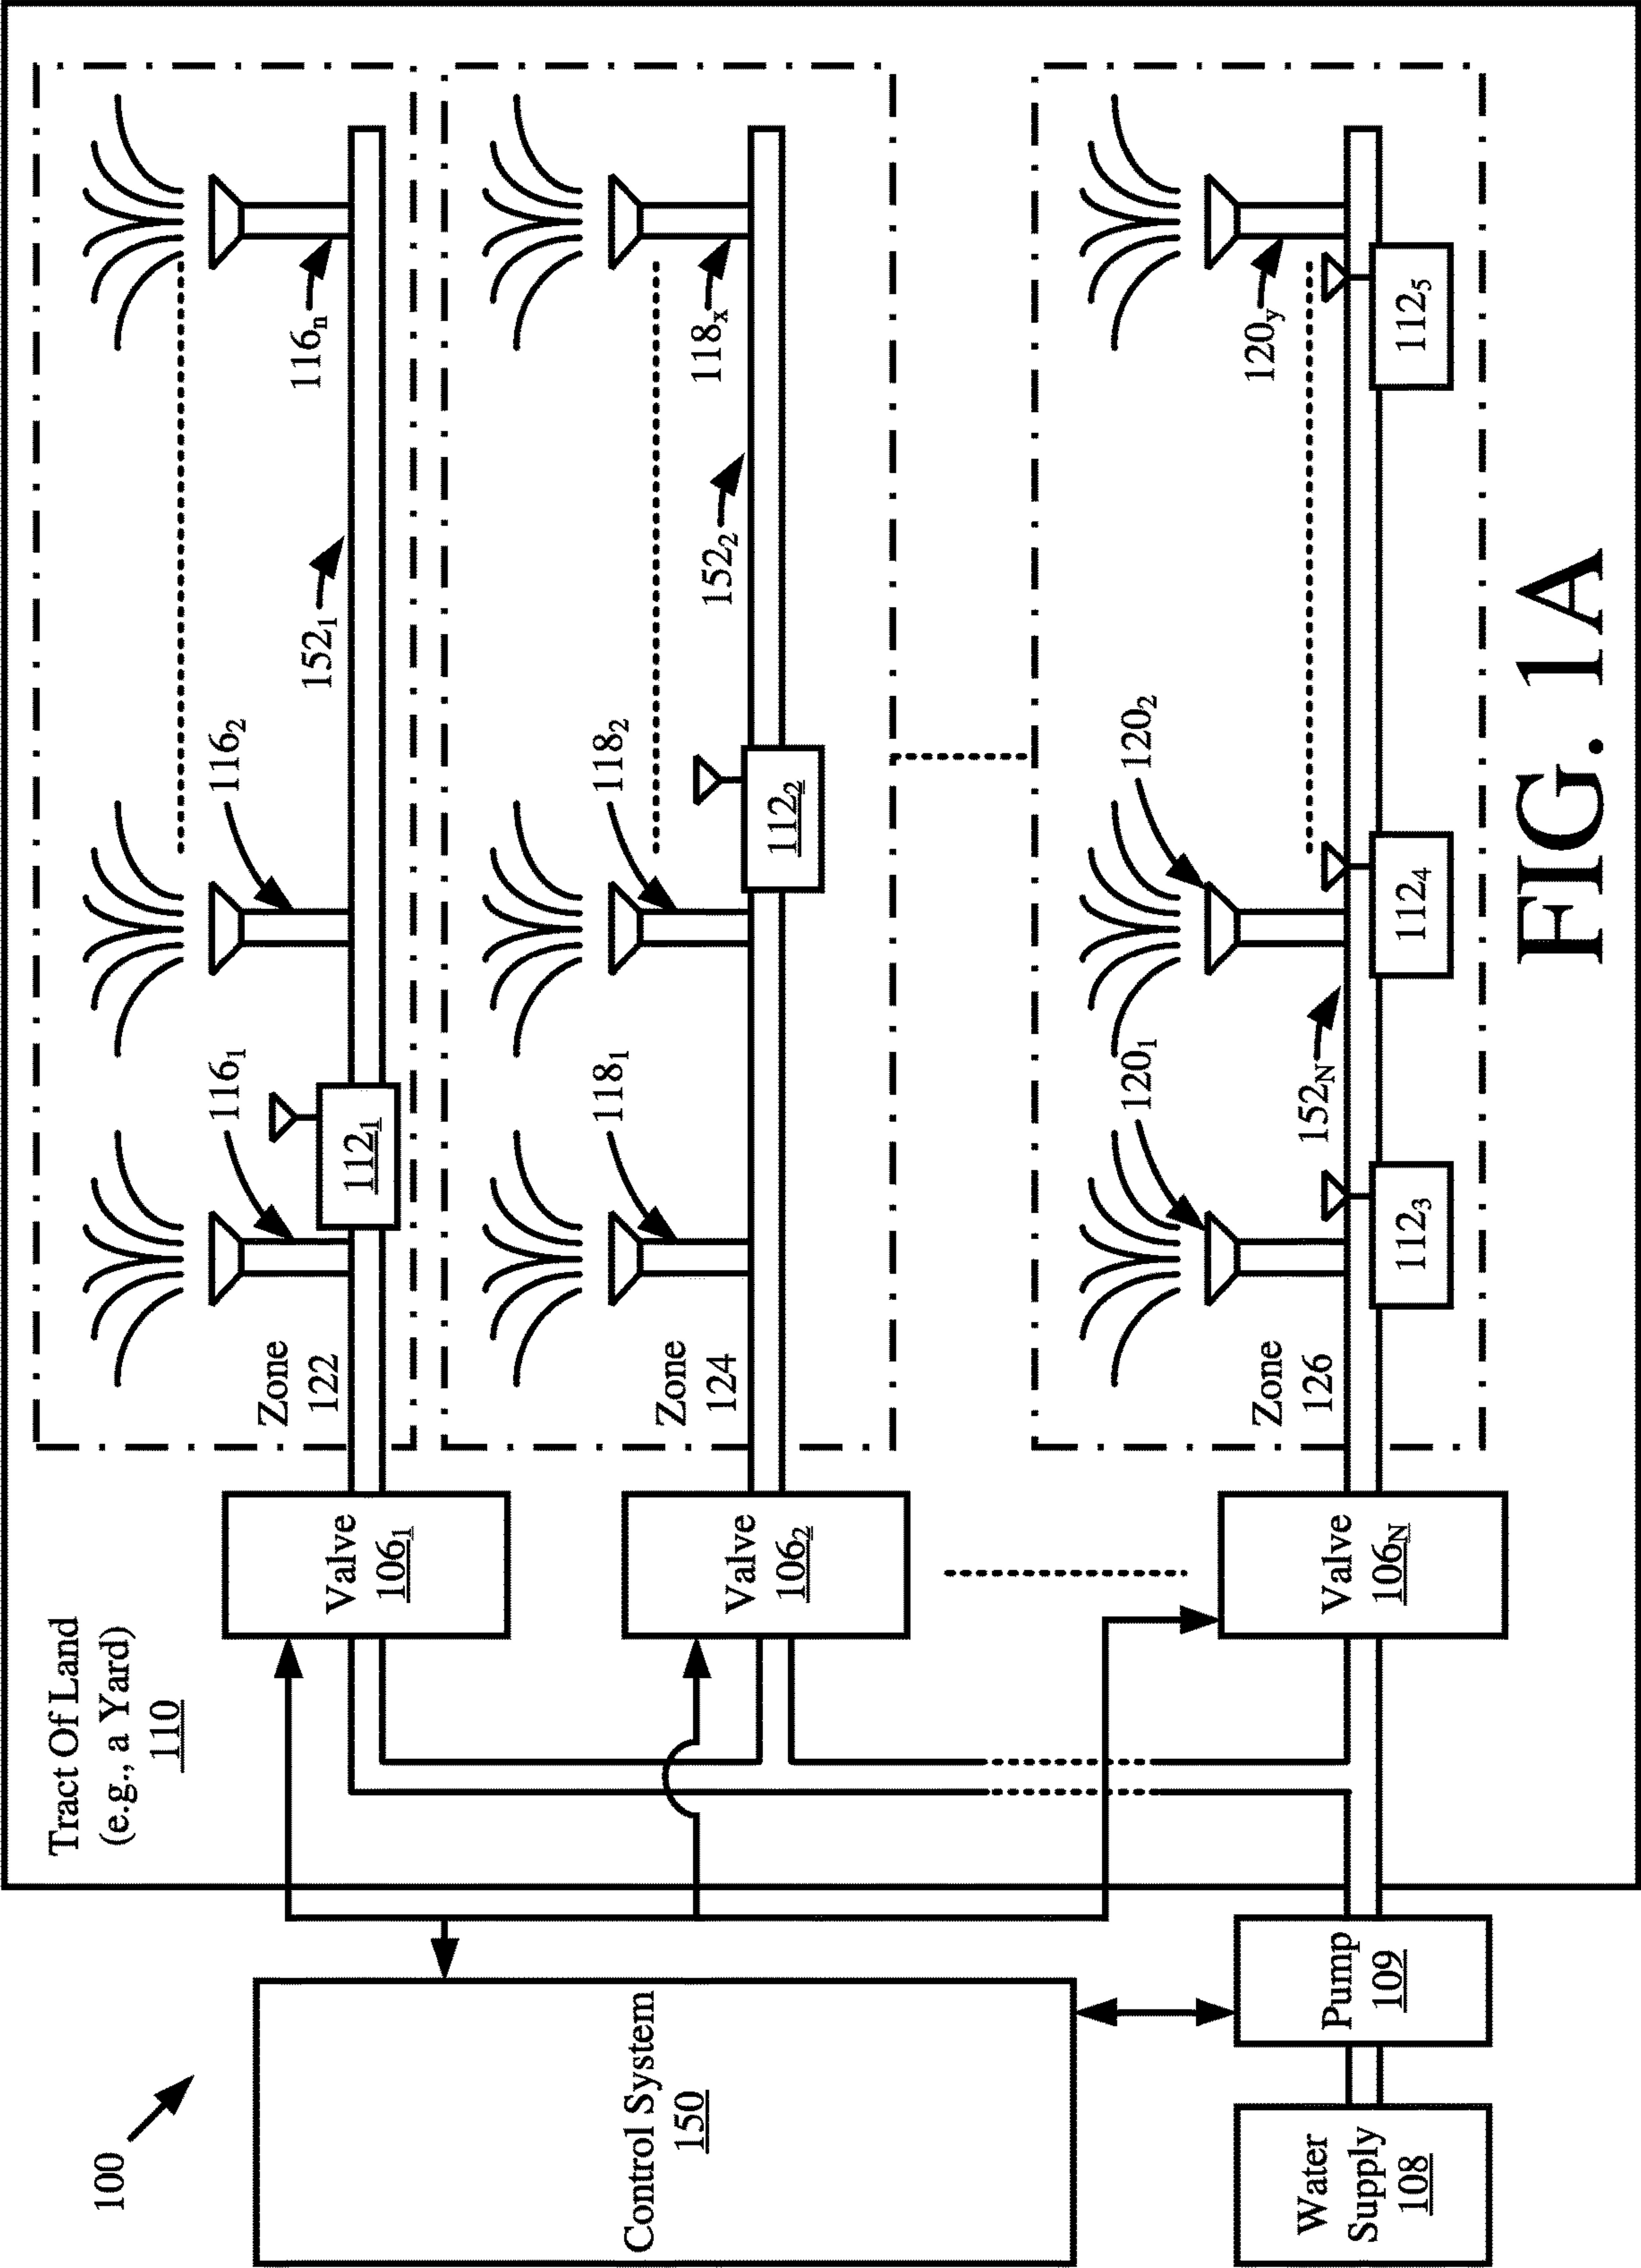 100
Tract Of Land
(e.g., a Yard)
110
Control System
150
Water
Supply
108
Pump
109
Valve
106₁
Valve
106₂
Valve
106N
Zone
122
116₁
116₂
116ₙ
112₁
152₁
Zone
124
118₁
118₂
118ₓ
112₂
152₂
Zone
126
120₁
120₂
120y
152N
112₃
112₄
112₅
FIG. 1A